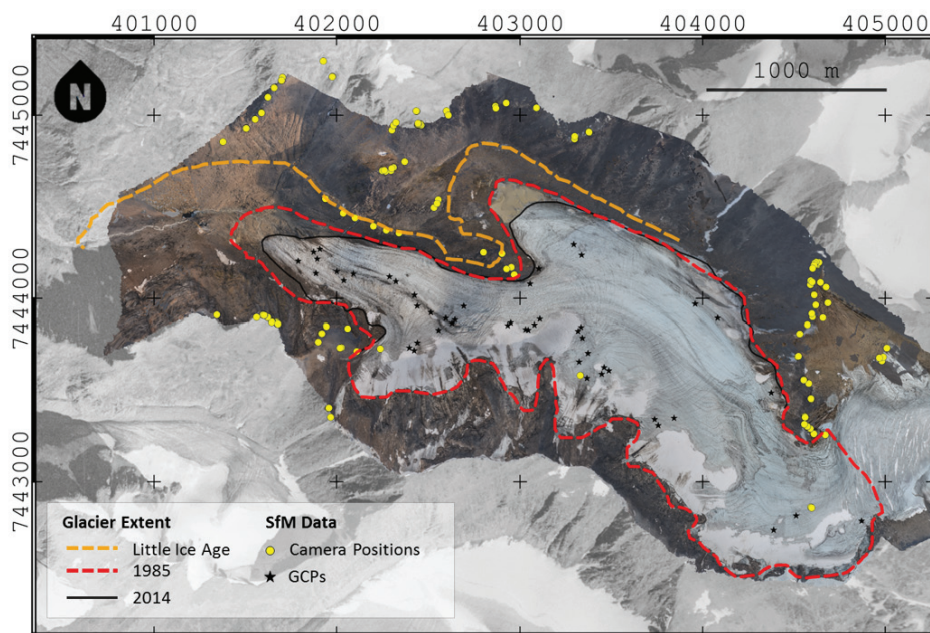 401000 402000 403000 404000 405000
1000 m
N
7445000
7444000
7443000
Glacier Extent
Little Ice Age
1985
2014
SfM Data
Camera Positions
GCPs